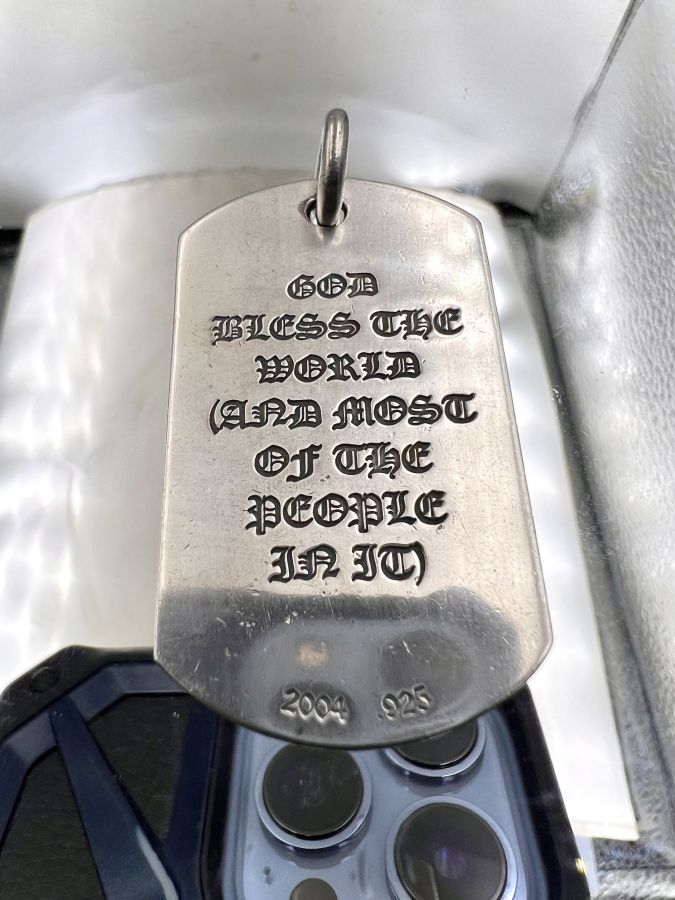 GOD
BLESS THE
WORLD
(AND MOST
OF THE
PEOPLE
IN IT)
2004 .925